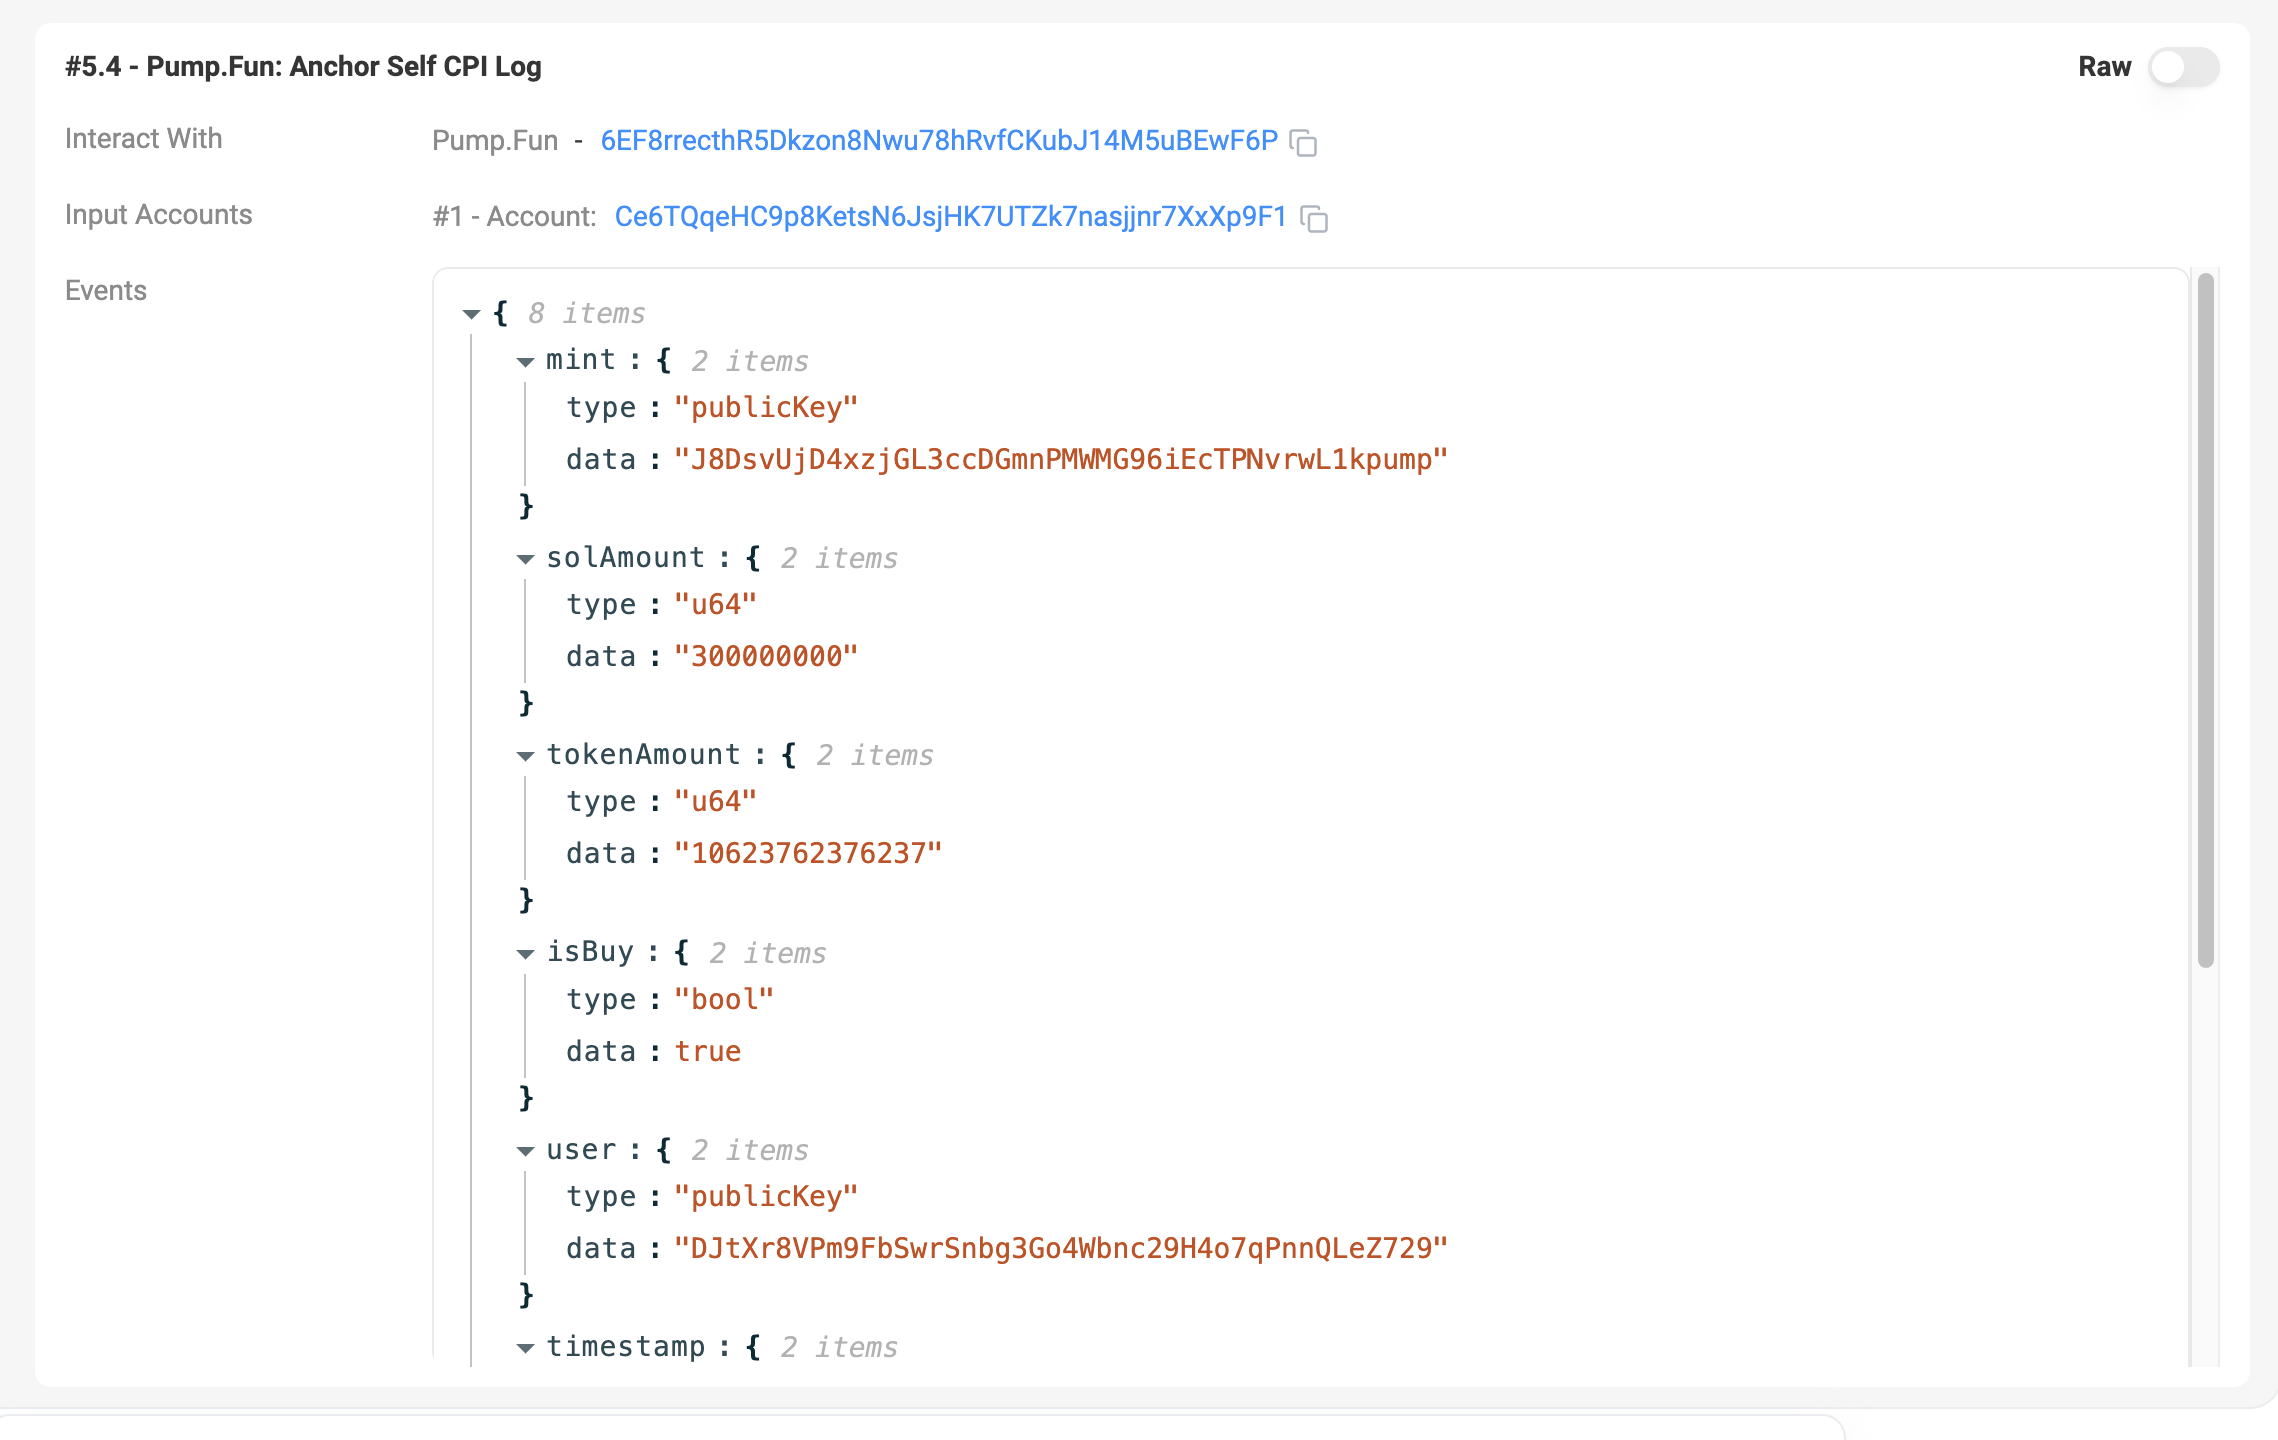 #5.4 - Pump.Fun: Anchor Self CPI Log Raw
Interact With Pump.Fun - 6EF8rrecthR5Dkzon8Nwu78hRvfCKubJ14M5uBEwF6P
Input Accounts #1 - Account: Ce6TQqeHC9p8KetsN6JsjHK7UTZk7nasjjnr7XxXp9F1
Events
{ 8 items
mint : { 2 items
type : "publicKey"
data : "J8DsvUjD4xzjGL3ccDGmnPMWMG96iEcTPNvrwL1kpump"
}
solAmount : { 2 items
type : "u64"
data : "300000000"
}
tokenAmount : { 2 items
type : "u64"
data : "10623762376237"
}
isBuy : { 2 items
type : "bool"
data : true
}
user : { 2 items
type : "publicKey"
data : "DJtXr8VPm9FbSwrSnbg3Go4Wbnc29H4o7qPnnQLeZ729"
}
timestamp : { 2 items